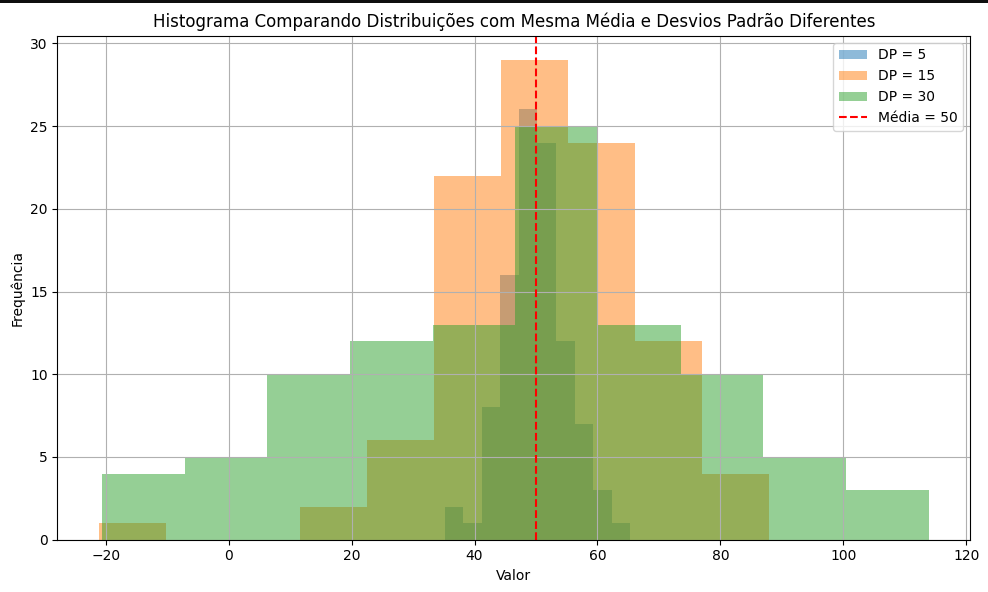 Histograma Comparando Distribuições com Mesma Média e Desvios Padrão Diferentes
DP = 5
DP = 15
DP = 30
Média = 50
Frequência
30
25
20
15
10
5
0
−20
0
20
40
60
80
100
120
Valor